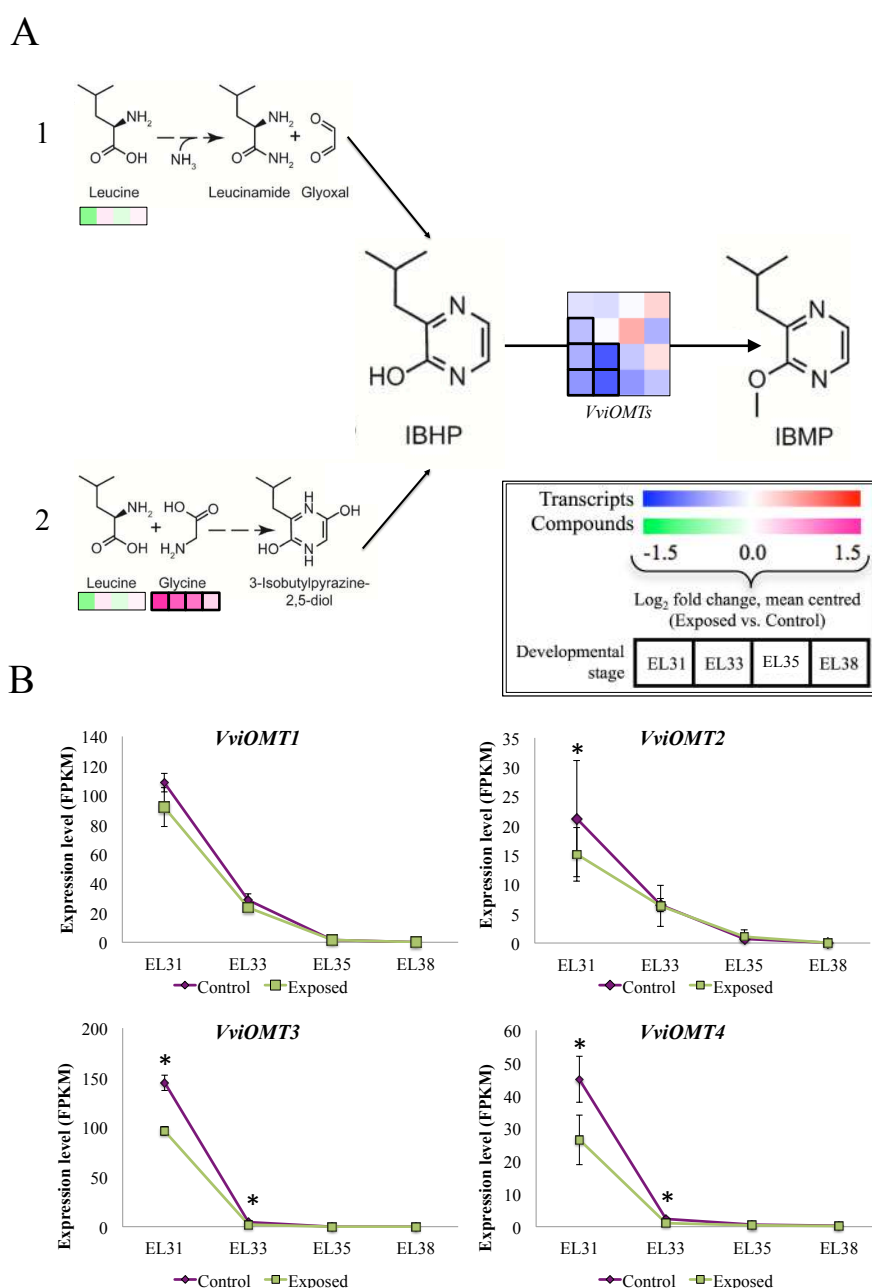 A
1
NH2
O
OH
NH3
NH2
O
NH2
+
O
O
Leucine
Leucinamide
Glyoxal
N
HO
N
IBHP
VviOMTs
N
O
N
IBMP
2
NH2
O
OH
+
HO
O
H2N
H
N
OH
HO
N
H
Leucine
Glycine
3-Isobutylpyrazine-
2,5-diol
Transcripts
Compounds
-1.5 0.0 1.5
Log2 fold change, mean centred
(Exposed vs. Control)
Developmental
stage
EL31 EL33 EL35 EL38
B
VviOMT1
Expression level (FPKM)
140
120
100
80
60
40
20
0
EL31 EL33 EL35 EL38
Control Exposed
VviOMT2
Expression level (FPKM)
35
30
25
20
15
10
5
0
*
EL31 EL33 EL35 EL38
Control Exposed
VviOMT3
Expression level (FPKM)
200
150
100
50
0
*
*
EL31 EL33 EL35 EL38
Control Exposed
VviOMT4
Expression level (FPKM)
60
50
40
30
20
10
0
*
*
EL31 EL33 EL35 EL38
Control Exposed